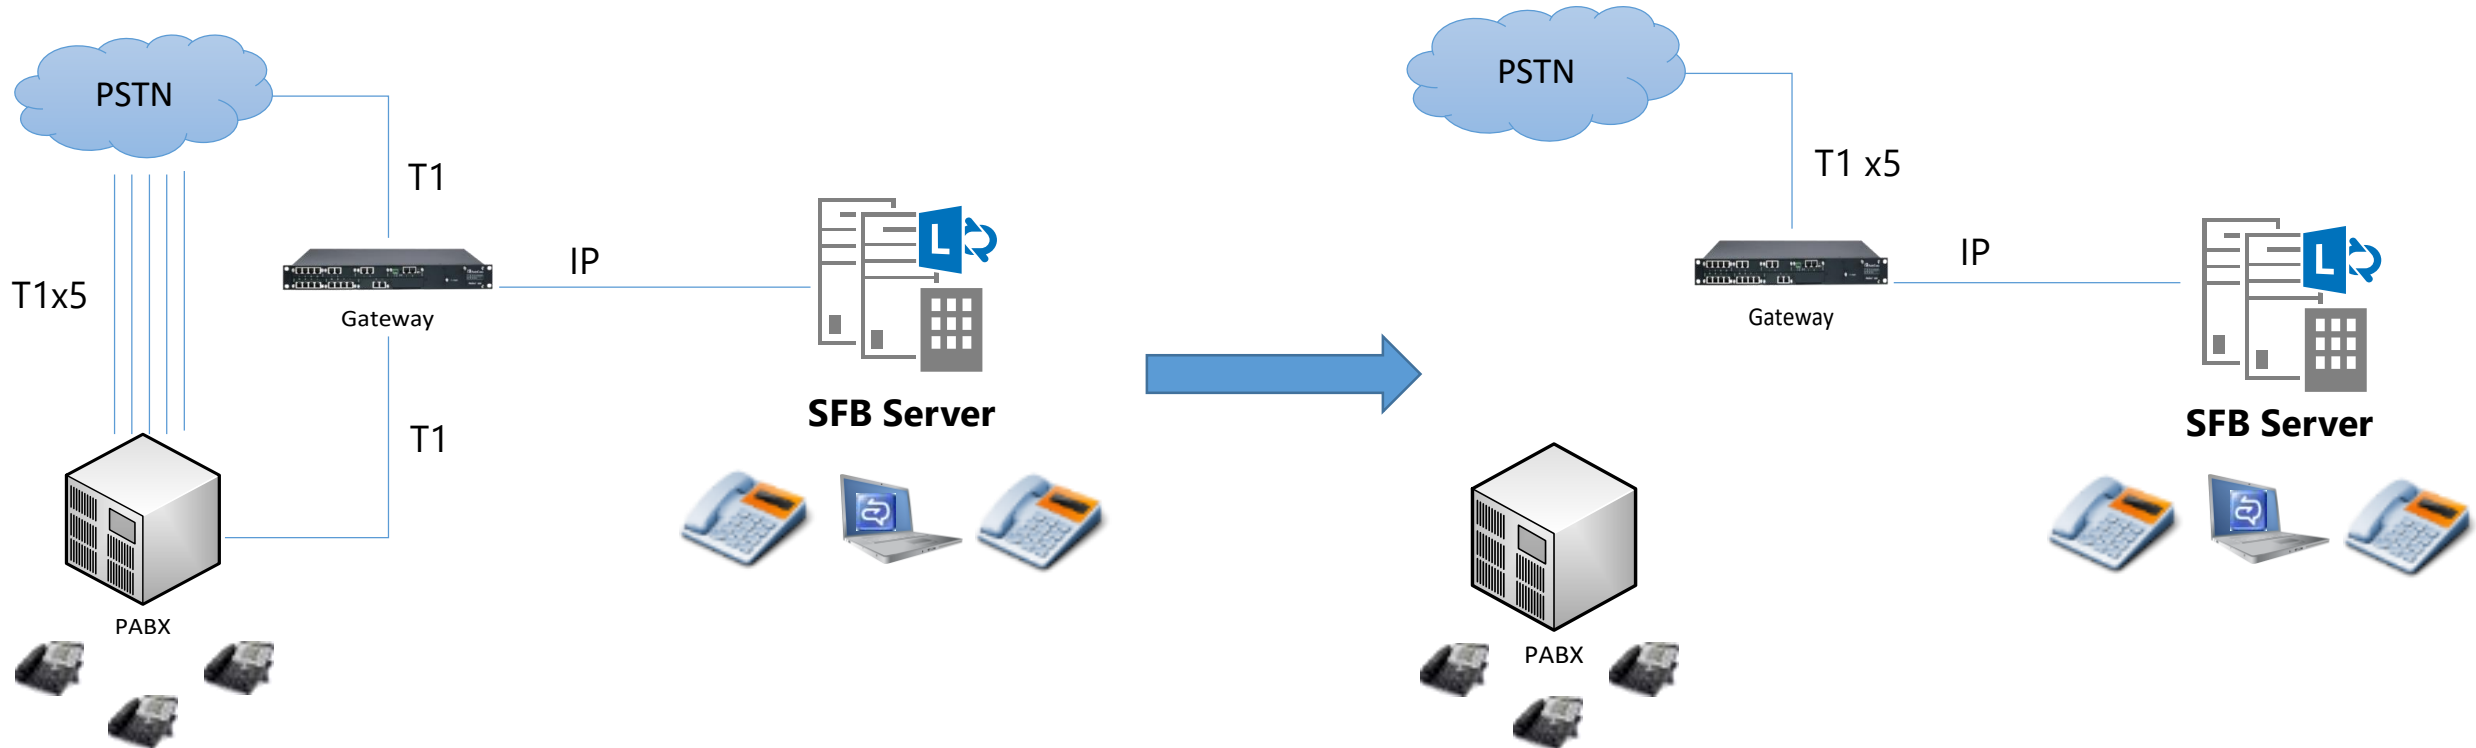 PSTN
T1
IP
T1x5
Gateway
L
SFB Server
T1
PABX
PSTN
T1 x5
IP
L
Gateway
SFB Server
PABX